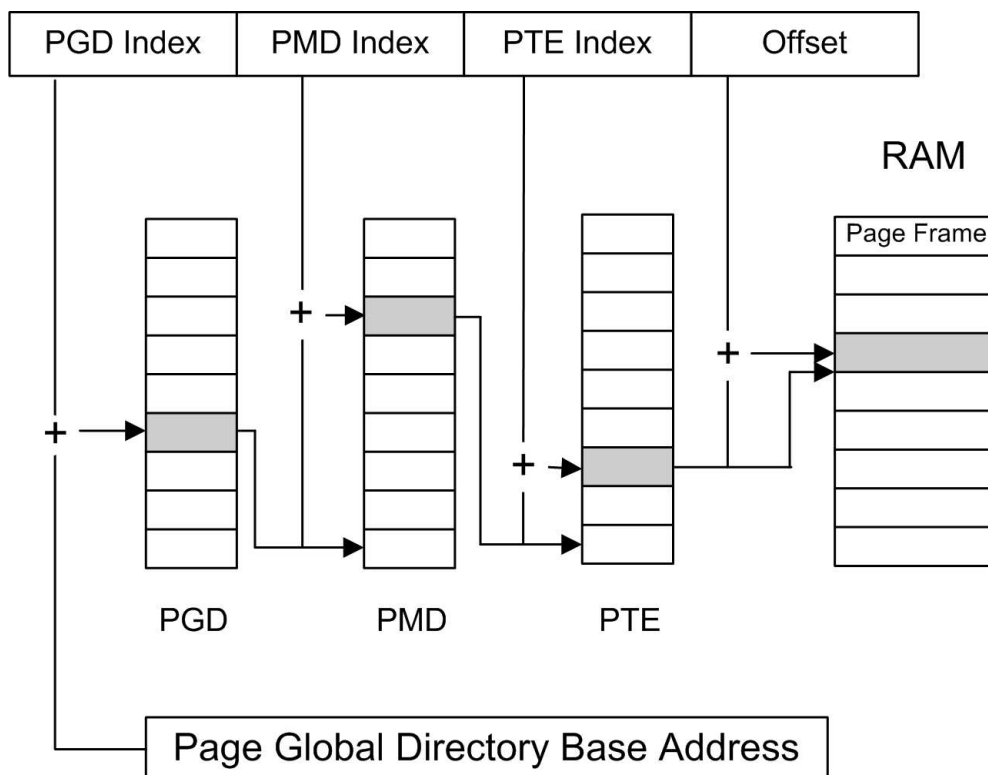 PGD Index PMD Index PTE Index Offset
RAM
Page Frame
+
+
+
+
PGD PMD PTE
Page Global Directory Base Address